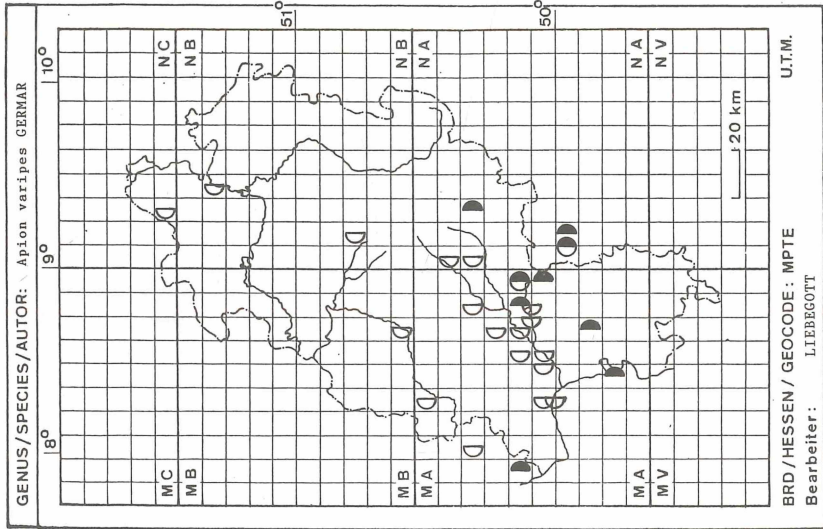 GENUS/SPECIES/AUTOR: Apion varipes GERMAR
8° 9° 10°
51°
50°
MC NC
MB NB
MB NB
MA NA
MA NA
MV NV
20 km
BRD/HESSEN/ GEOCODE: MPTE U.T.M.
Bearbeiter: LIEBEGOTT